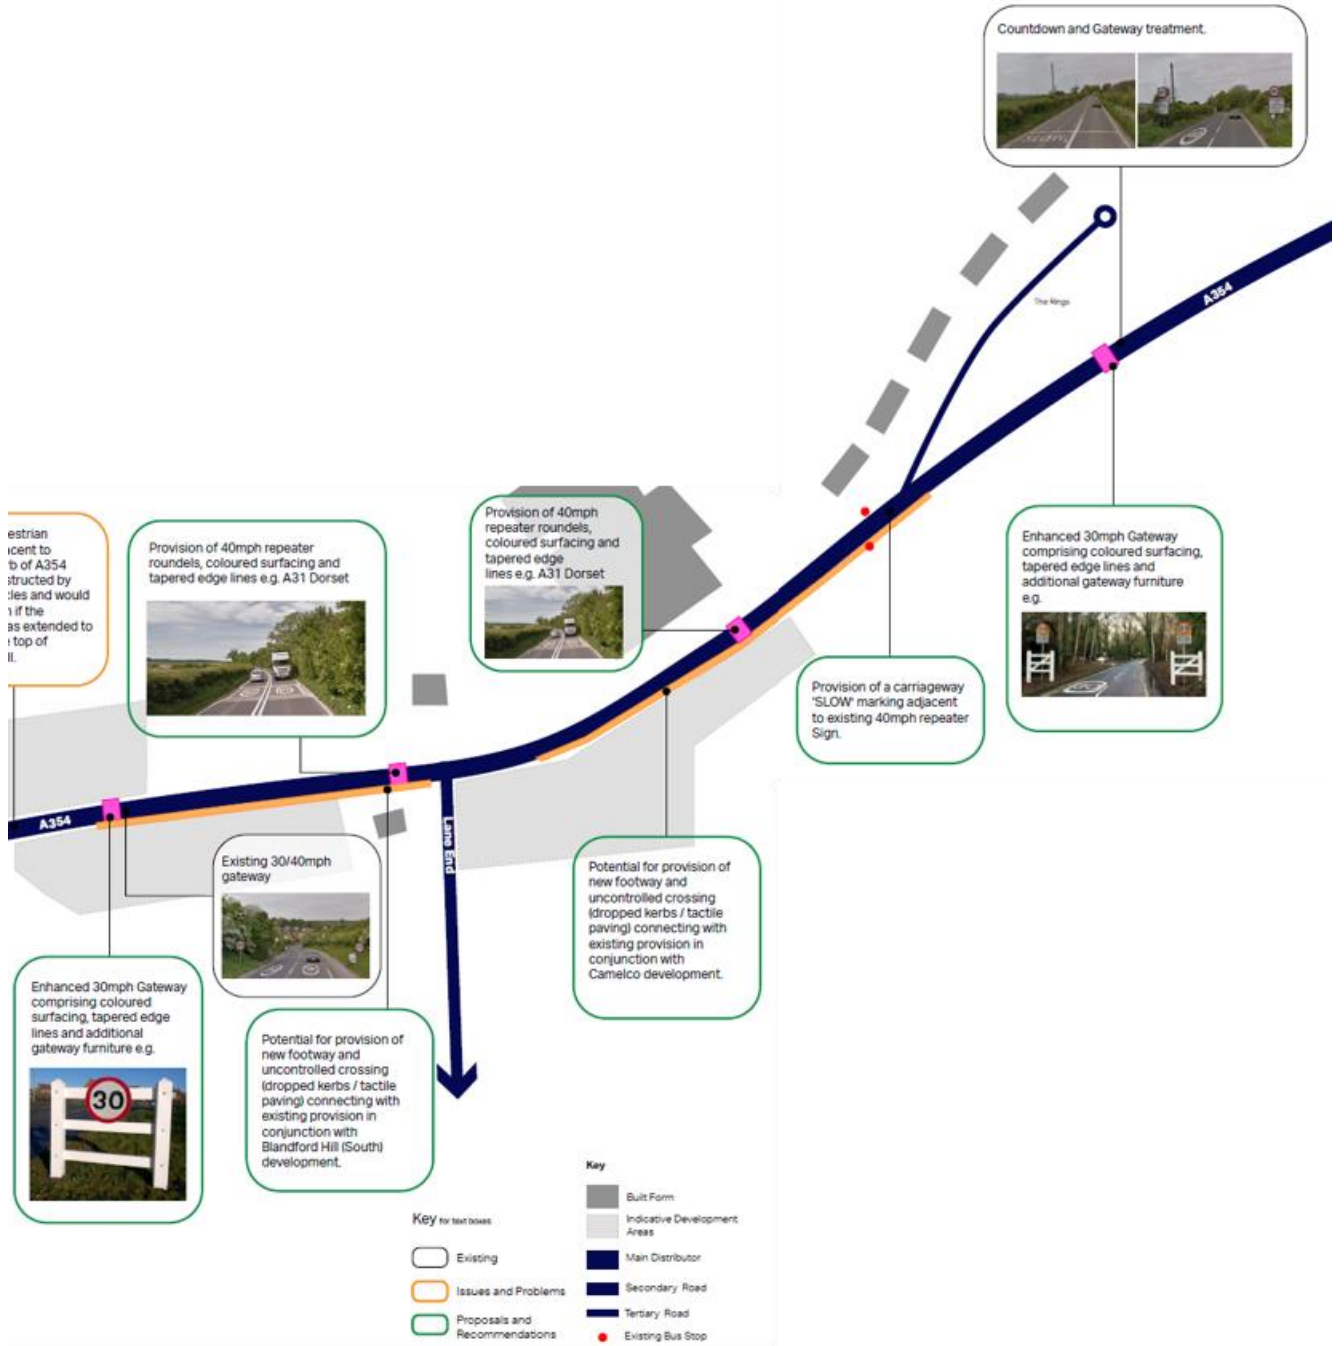 Countdown and Gateway treatment.
The Rings
A354
Provision of 40mph
repeater roundels,
coloured surfacing and
tapered edge
lines e.g. A31 Dorset
Provision of 40mph repeater
roundels, coloured surfacing and
tapered edge lines e.g. A31 Dorset
estrian
acent to
rb of A354
structed by
cles and would
if the
as extended to
top of
ll.
Enhanced 30mph Gateway
comprising coloured surfacing,
tapered edge lines and
additional gateway furniture
e.g.
Provision of a carriageway
'SLOW' marking adjacent
to existing 40mph repeater
Sign.
A354
Lane End
Existing 30/40mph
gateway
Potential for provision of
new footway and
uncontrolled crossing
(dropped kerbs / tactile
paving) connecting with
existing provision in
conjunction with
Camelco development.
Enhanced 30mph Gateway
comprising coloured
surfacing, tapered edge
lines and additional
gateway furniture e.g.
30
Potential for provision of
new footway and
uncontrolled crossing
(dropped kerbs / tactile
paving) connecting with
existing provision in
conjunction with
Blandford Hill (South)
development.
Key for text boxes
Existing
Issues and Problems
Proposals and
Recommendations
Key
Built Form
Indicative Development
Areas
Main Distributor
Secondary Road
Tertiary Road
Existing Bus Stop